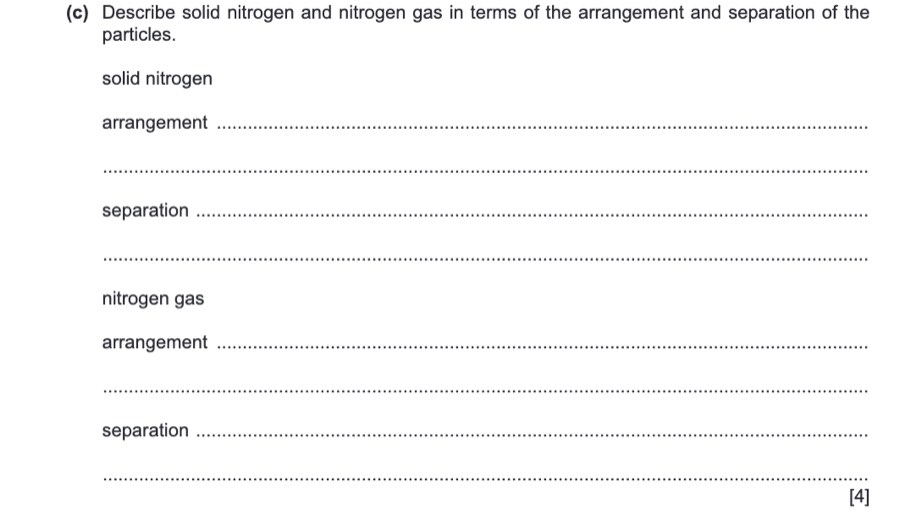 (c) Describe solid nitrogen and nitrogen gas in terms of the arrangement and separation of the
particles.
solid nitrogen
arrangement ..............................................................................................................................
..............................................................................................................................
separation ..............................................................................................................................
..............................................................................................................................
nitrogen gas
arrangement ..............................................................................................................................
..............................................................................................................................
separation ..............................................................................................................................
..............................................................................................................................
[4]